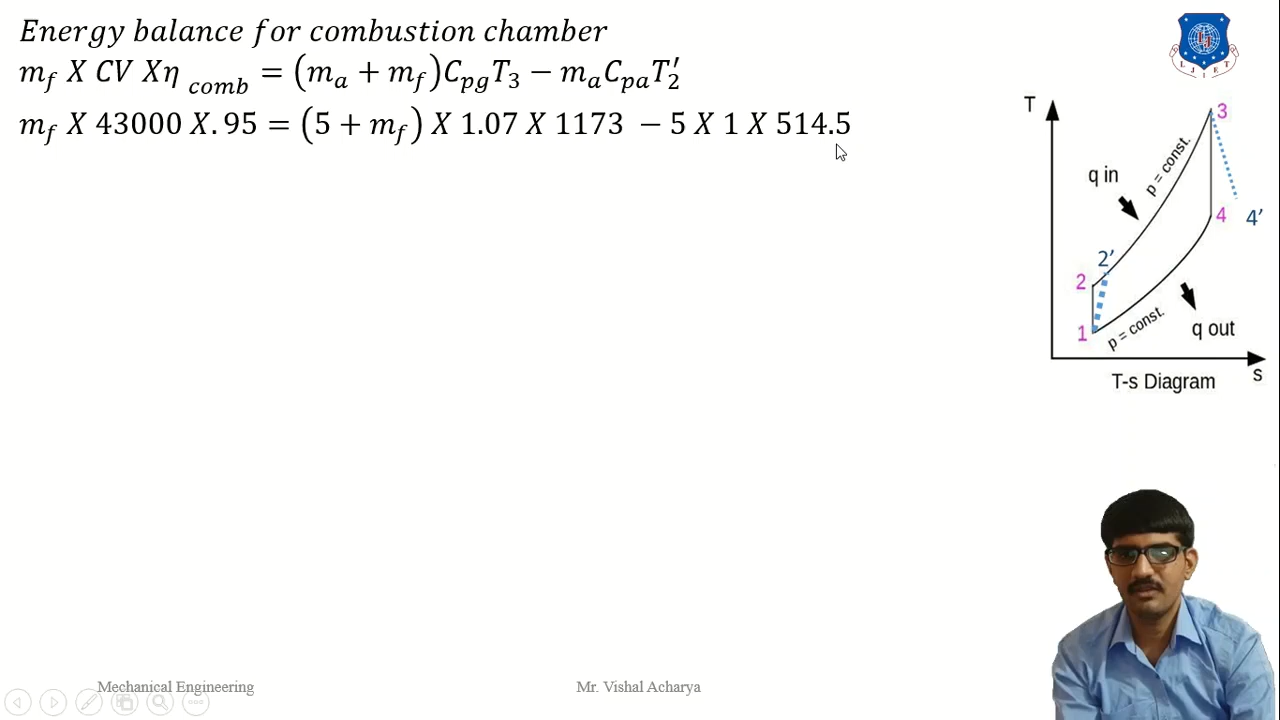 Energy balance for combustion chamber
m_f X CV Xη_comb = (m_a + m_f)C_pg T_3 − m_a C_pa T_2′
m_f X 43000 X.95 = (5 + m_f) X 1.07 X 1173 − 5 X 1 X 514.5
L J I E T
T
3
p = const.
q in
4
4’
2’
2
1
p = const.
q out
s
T-s Diagram
Mechanical Engineering
Mr. Vishal Acharya